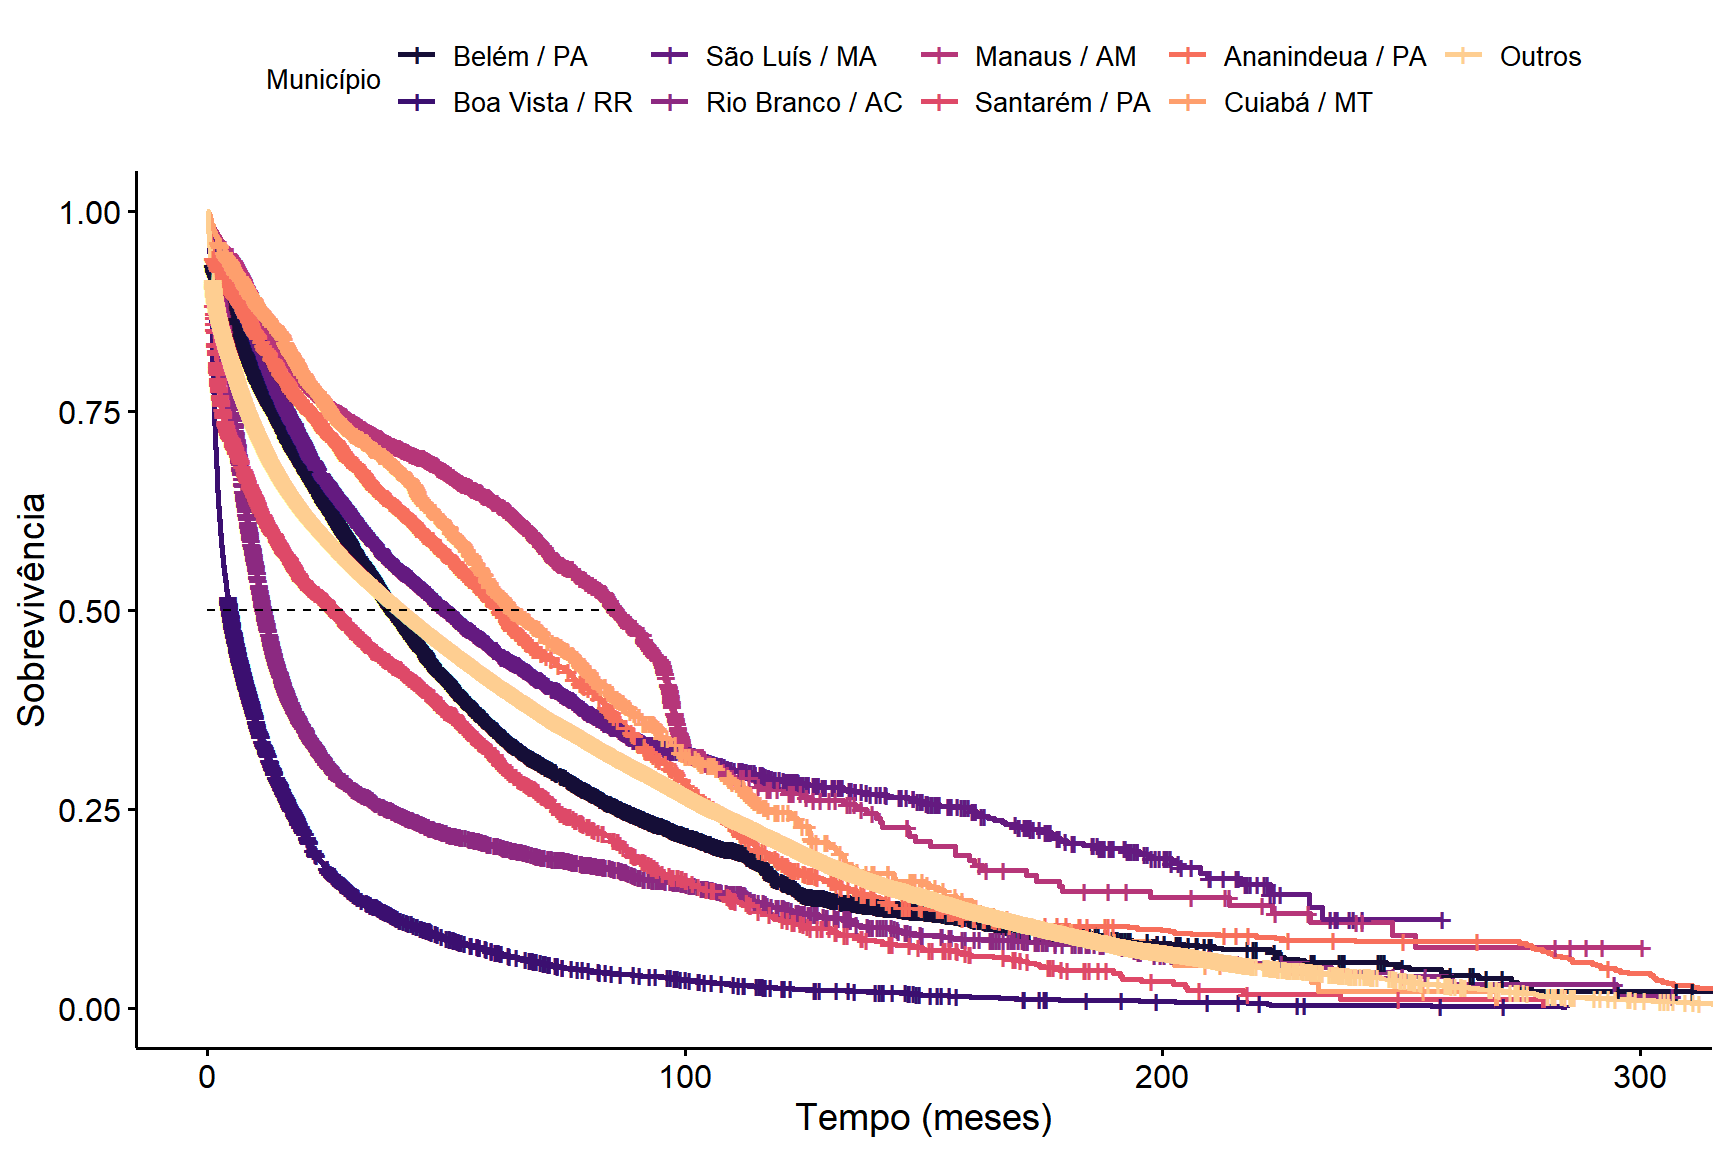 Município
Belém / PA
São Luís / MA
Manaus / AM
Ananindeua / PA
Outros
Boa Vista / RR
Rio Branco / AC
Santarém / PA
Cuiabá / MT
1.00
0.75
0.50
0.25
0.00
Sobrevivência
0
100
200
300
Tempo (meses)